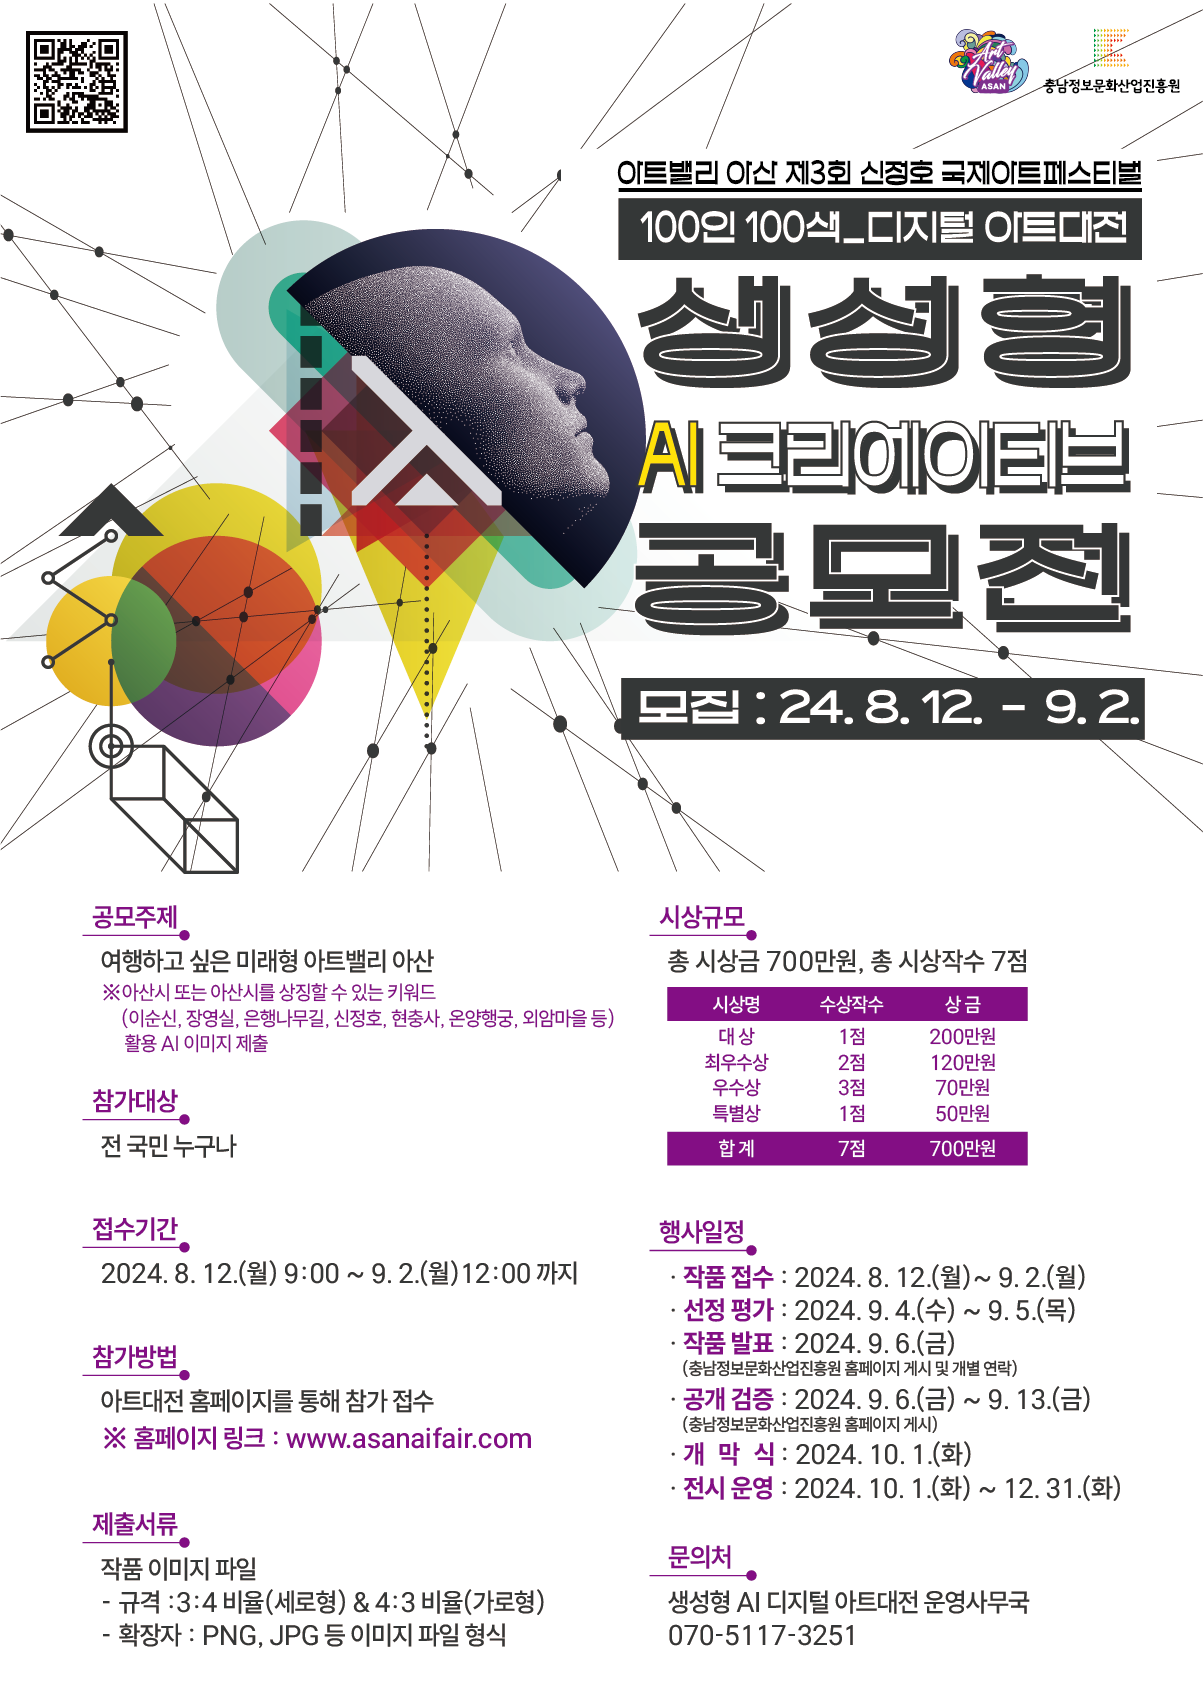 Art
Valley
ASAN
충남정보문화산업진흥원
아트밸리 아산 제3회 신정호 국제아트페스티벌
100인 100색_디지털 아트대전
생성형
AI 크리에이티브
공모전
모집 : 24. 8. 12. - 9. 2.
공모주제
여행하고 싶은 미래형 아트밸리 아산
※아산시 또는 아산시를 상징할 수 있는 키워드
(이순신, 장영실, 은행나무길, 신정호, 현충사, 온양행궁, 외암마을 등)
활용 AI 이미지 제출
참가대상
전 국민 누구나
접수기간
2024. 8. 12.(월) 9:00 ~ 9. 2.(월)12:00 까지
참가방법
아트대전 홈페이지를 통해 참가 접수
※ 홈페이지 링크 : www.asanaifair.com
제출서류
작품 이미지 파일
- 규격 :3:4 비율(세로형) & 4:3 비율(가로형)
- 확장자 : PNG, JPG 등 이미지 파일 형식
시상규모
총 시상금 700만원, 총 시상작수 7점
시상명 수상작수 상 금
대 상 1점 200만원
최우수상 2점 120만원
우수상 3점 70만원
특별상 1점 50만원
합 계 7점 700만원
행사일정
· 작품 접수 : 2024. 8. 12.(월)~ 9. 2.(월)
· 선정 평가 : 2024. 9. 4.(수) ~ 9. 5.(목)
· 작품 발표 : 2024. 9. 6.(금)
(충남정보문화산업진흥원 홈페이지 게시 및 개별 연락)
· 공개 검증 : 2024. 9. 6.(금) ~ 9. 13.(금)
(충남정보문화산업진흥원 홈페이지 게시)
· 개 막 식 : 2024. 10. 1.(화)
· 전시 운영 : 2024. 10. 1.(화) ~ 12. 31.(화)
문의처
생성형 AI 디지털 아트대전 운영사무국
070-5117-3251